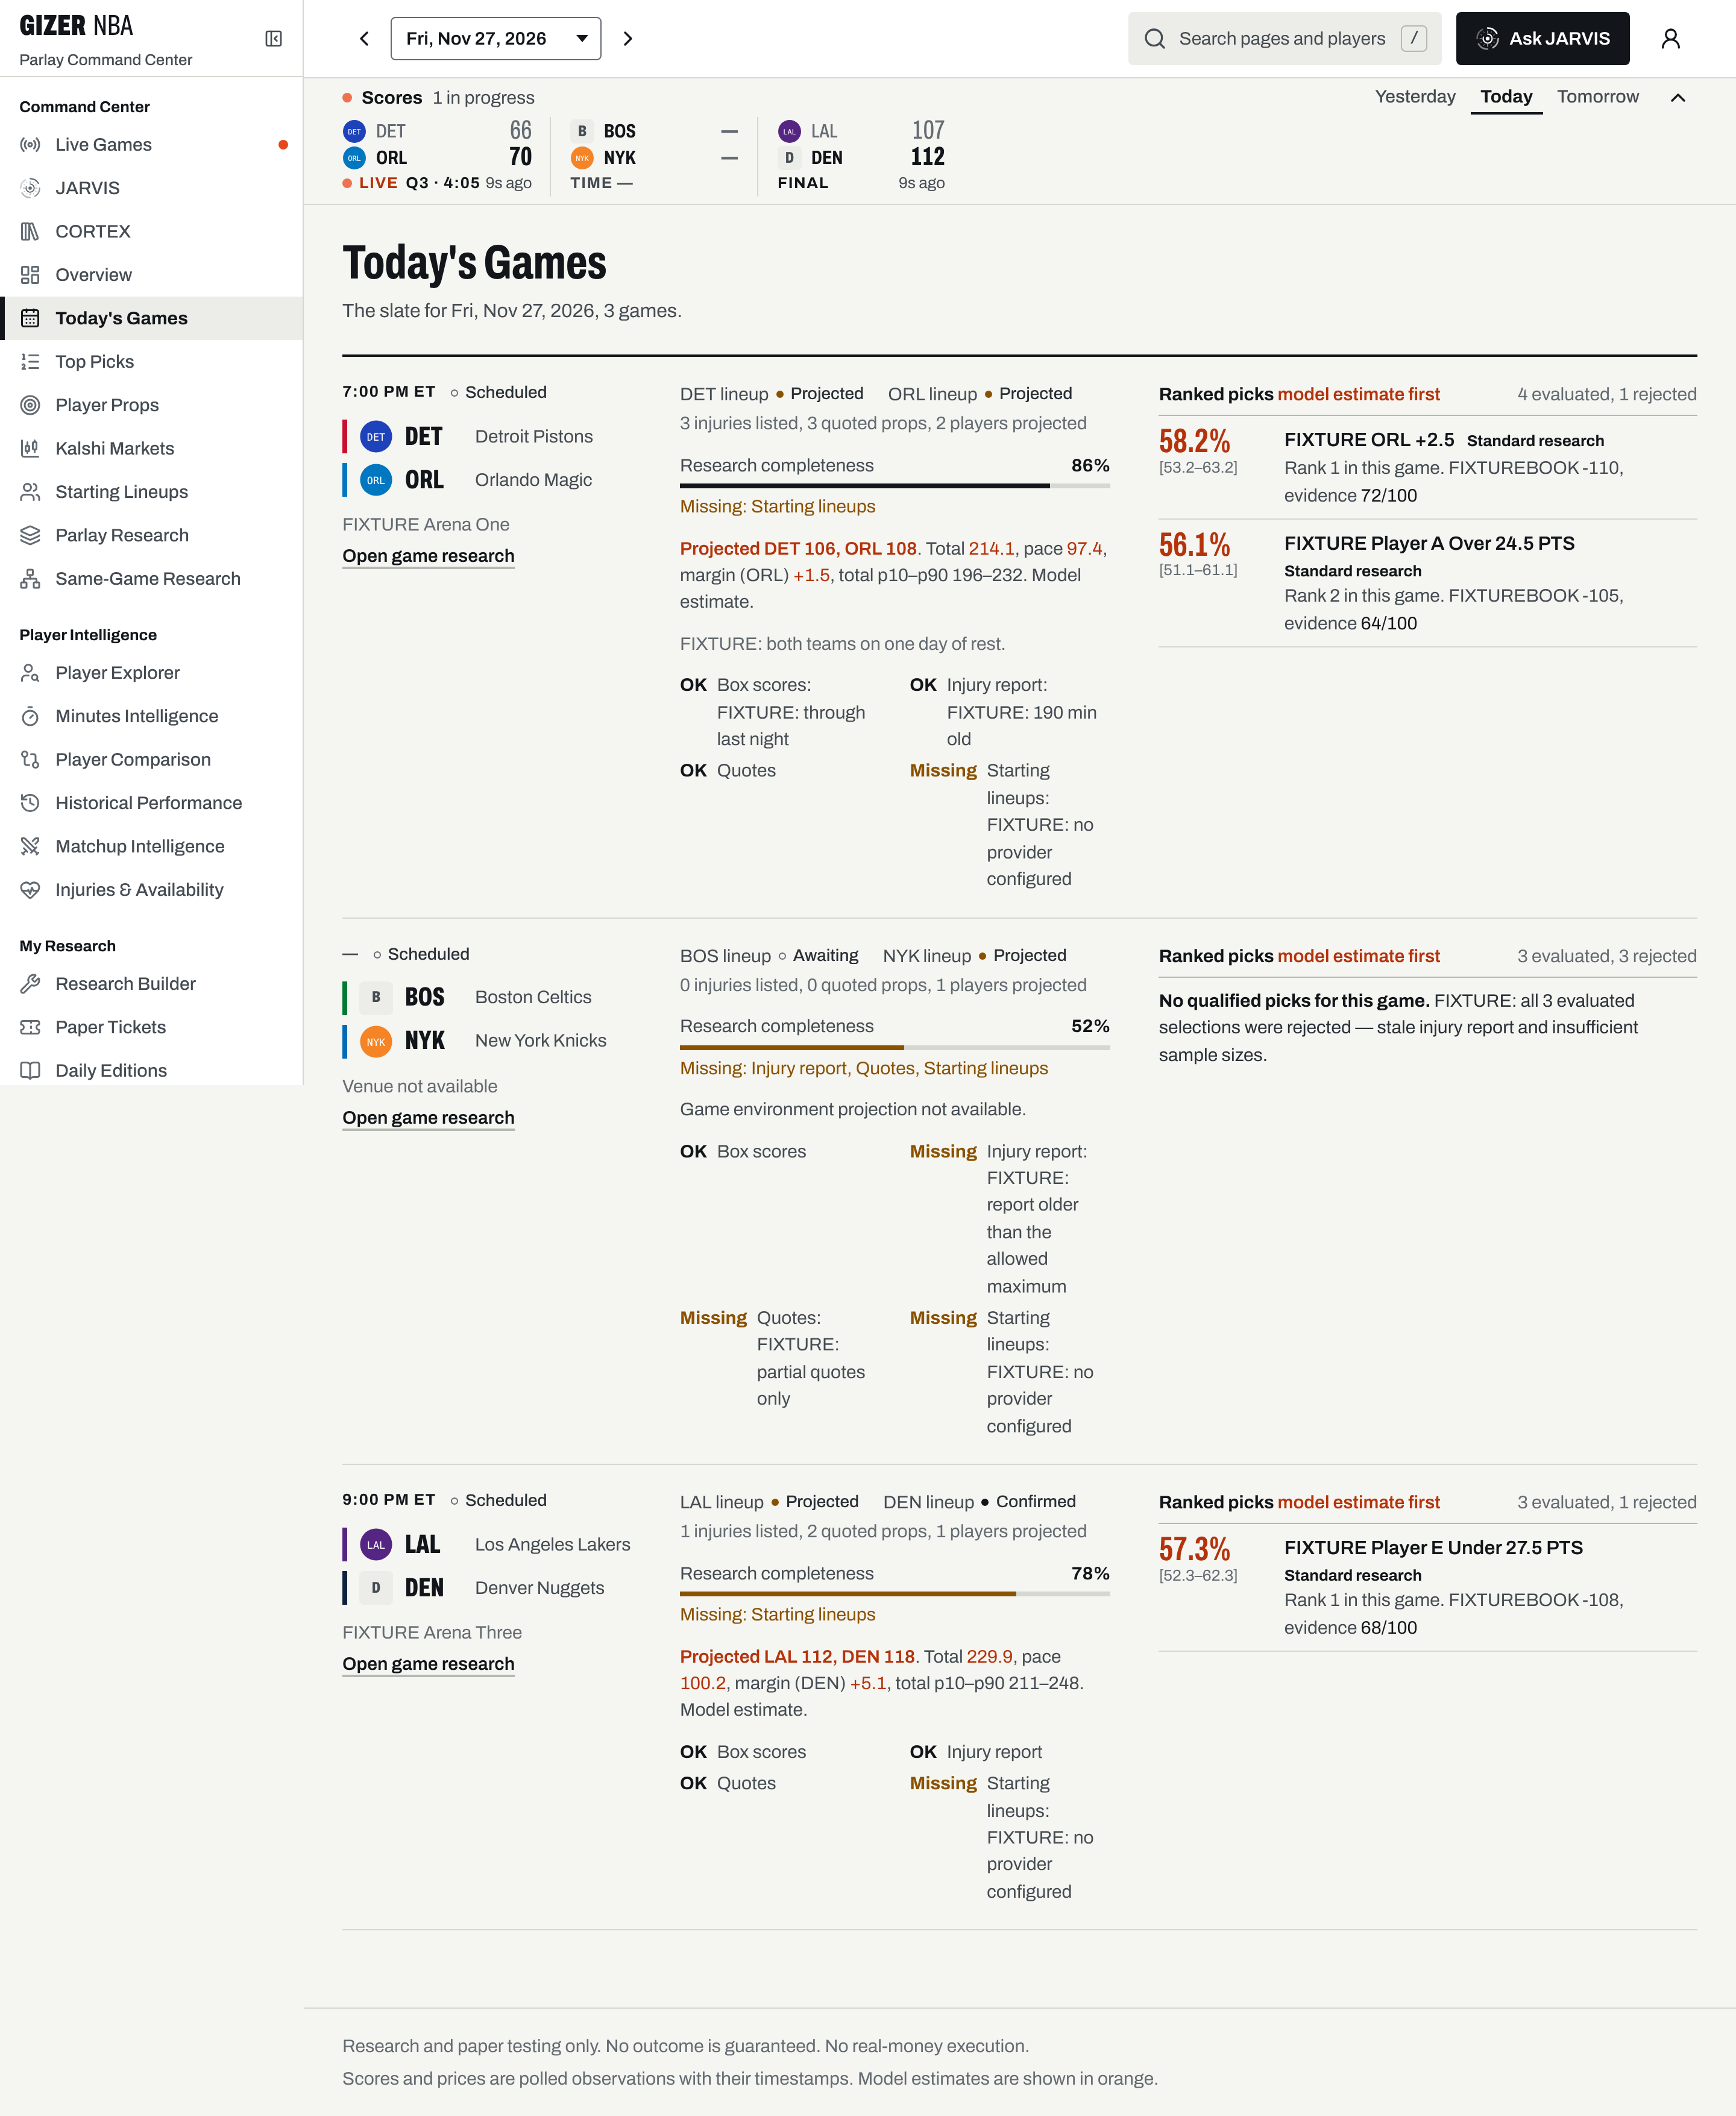 GIZER NBA
Parlay Command Center
Command Center
Live Games
JARVIS
CORTEX
Overview
Today's Games
Top Picks
Player Props
Kalshi Markets
Starting Lineups
Parlay Research
Same-Game Research
Player Intelligence
Player Explorer
Minutes Intelligence
Player Comparison
Historical Performance
Matchup Intelligence
Injuries & Availability
My Research
Research Builder
Paper Tickets
Daily Editions
Fri, Nov 27, 2026
Search pages and players /
Ask JARVIS
Scores 1 in progress
Yesterday Today Tomorrow
DET DET 66
ORL ORL 70
LIVE Q3 · 4:05 9s ago
B BOS —
NYK NYK —
TIME —
LAL LAL 107
D DEN 112
FINAL 9s ago
Today's Games
The slate for Fri, Nov 27, 2026, 3 games.
7:00 PM ET Scheduled
DET DET Detroit Pistons
ORL ORL Orlando Magic
FIXTURE Arena One
Open game research
DET lineup Projected ORL lineup Projected
3 injuries listed, 3 quoted props, 2 players projected
Research completeness 86%
Missing: Starting lineups
Projected DET 106, ORL 108. Total 214.1, pace 97.4,
margin (ORL) +1.5, total p10–p90 196–232. Model
estimate.
FIXTURE: both teams on one day of rest.
OK Box scores:
FIXTURE: through
last night
OK Injury report:
FIXTURE: 190 min
old
OK Quotes
Missing Starting
lineups:
FIXTURE: no
provider
configured
Ranked picks model estimate first 4 evaluated, 1 rejected
58.2%
[53.2–63.2]
FIXTURE ORL +2.5 Standard research
Rank 1 in this game. FIXTUREBOOK -110,
evidence 72/100
56.1%
[51.1–61.1]
FIXTURE Player A Over 24.5 PTS
Standard research
Rank 2 in this game. FIXTUREBOOK -105,
evidence 64/100
— Scheduled
B BOS Boston Celtics
NYK NYK New York Knicks
Venue not available
Open game research
BOS lineup Awaiting NYK lineup Projected
0 injuries listed, 0 quoted props, 1 players projected
Research completeness 52%
Missing: Injury report, Quotes, Starting lineups
Game environment projection not available.
OK Box scores
Missing Injury report:
FIXTURE:
report older
than the
allowed
maximum
Missing Quotes:
FIXTURE:
partial quotes
only
Missing Starting
lineups:
FIXTURE: no
provider
configured
Ranked picks model estimate first 3 evaluated, 3 rejected
No qualified picks for this game. FIXTURE: all 3 evaluated
selections were rejected — stale injury report and insufficient
sample sizes.
9:00 PM ET Scheduled
LAL LAL Los Angeles Lakers
D DEN Denver Nuggets
FIXTURE Arena Three
Open game research
LAL lineup Projected DEN lineup Confirmed
1 injuries listed, 2 quoted props, 1 players projected
Research completeness 78%
Missing: Starting lineups
Projected LAL 112, DEN 118. Total 229.9, pace
100.2, margin (DEN) +5.1, total p10–p90 211–248.
Model estimate.
OK Box scores
OK Injury report
OK Quotes
Missing Starting
lineups:
FIXTURE: no
provider
configured
Ranked picks model estimate first 3 evaluated, 1 rejected
57.3%
[52.3–62.3]
FIXTURE Player E Under 27.5 PTS
Standard research
Rank 1 in this game. FIXTUREBOOK -108,
evidence 68/100
Research and paper testing only. No outcome is guaranteed. No real-money execution.
Scores and prices are polled observations with their timestamps. Model estimates are shown in orange.